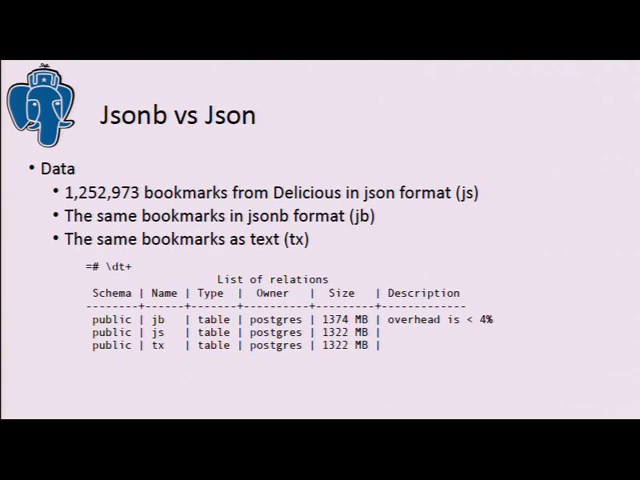 Jsonb vs Json
• Data
• 1,252,973 bookmarks from Delicious in json format (js)
• The same bookmarks in jsonb format (jb)
• The same bookmarks as text (tx)
=# \dt+
List of relations
Schema | Name | Type | Owner | Size | Description
--------+------+-------+----------+---------+-------------
public | jb | table | postgres | 1374 MB | overhead is < 4%
public | js | table | postgres | 1322 MB |
public | tx | table | postgres | 1322 MB |